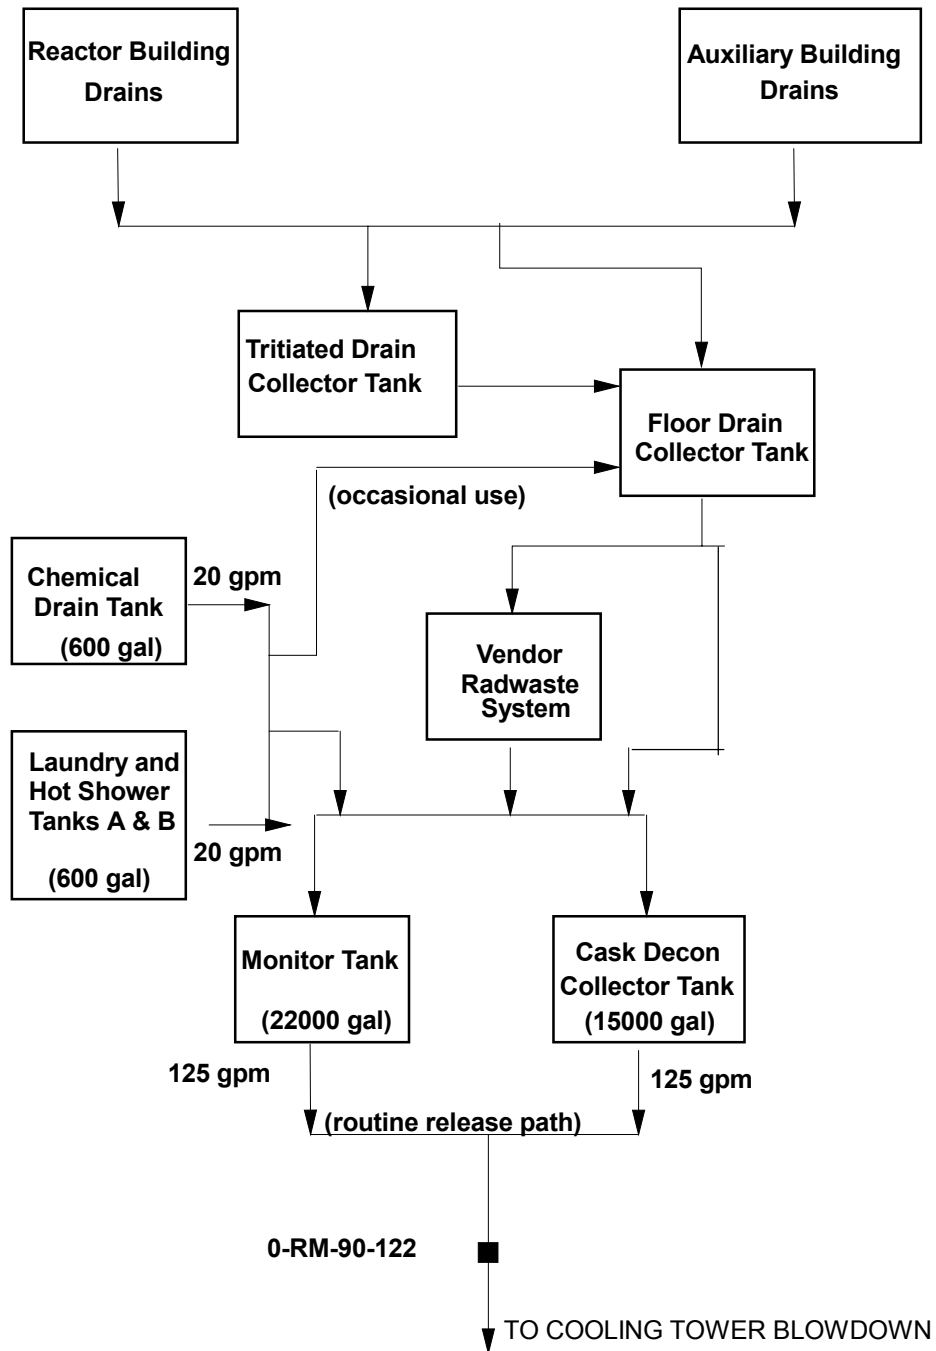 Reactor Building
Drains
Auxiliary Building
Drains
Tritiated Drain
Collector Tank
Floor Drain
Collector Tank
(occasional use)
Chemical
Drain Tank
(600 gal)
20 gpm
Vendor
Radwaste
System
Laundry and
Hot Shower
Tanks A & B
(600 gal)
20 gpm
Monitor Tank
(22000 gal)
Cask Decon
Collector Tank
(15000 gal)
125 gpm
125 gpm
(routine release path)
0-RM-90-122
TO COOLING TOWER BLOWDOWN